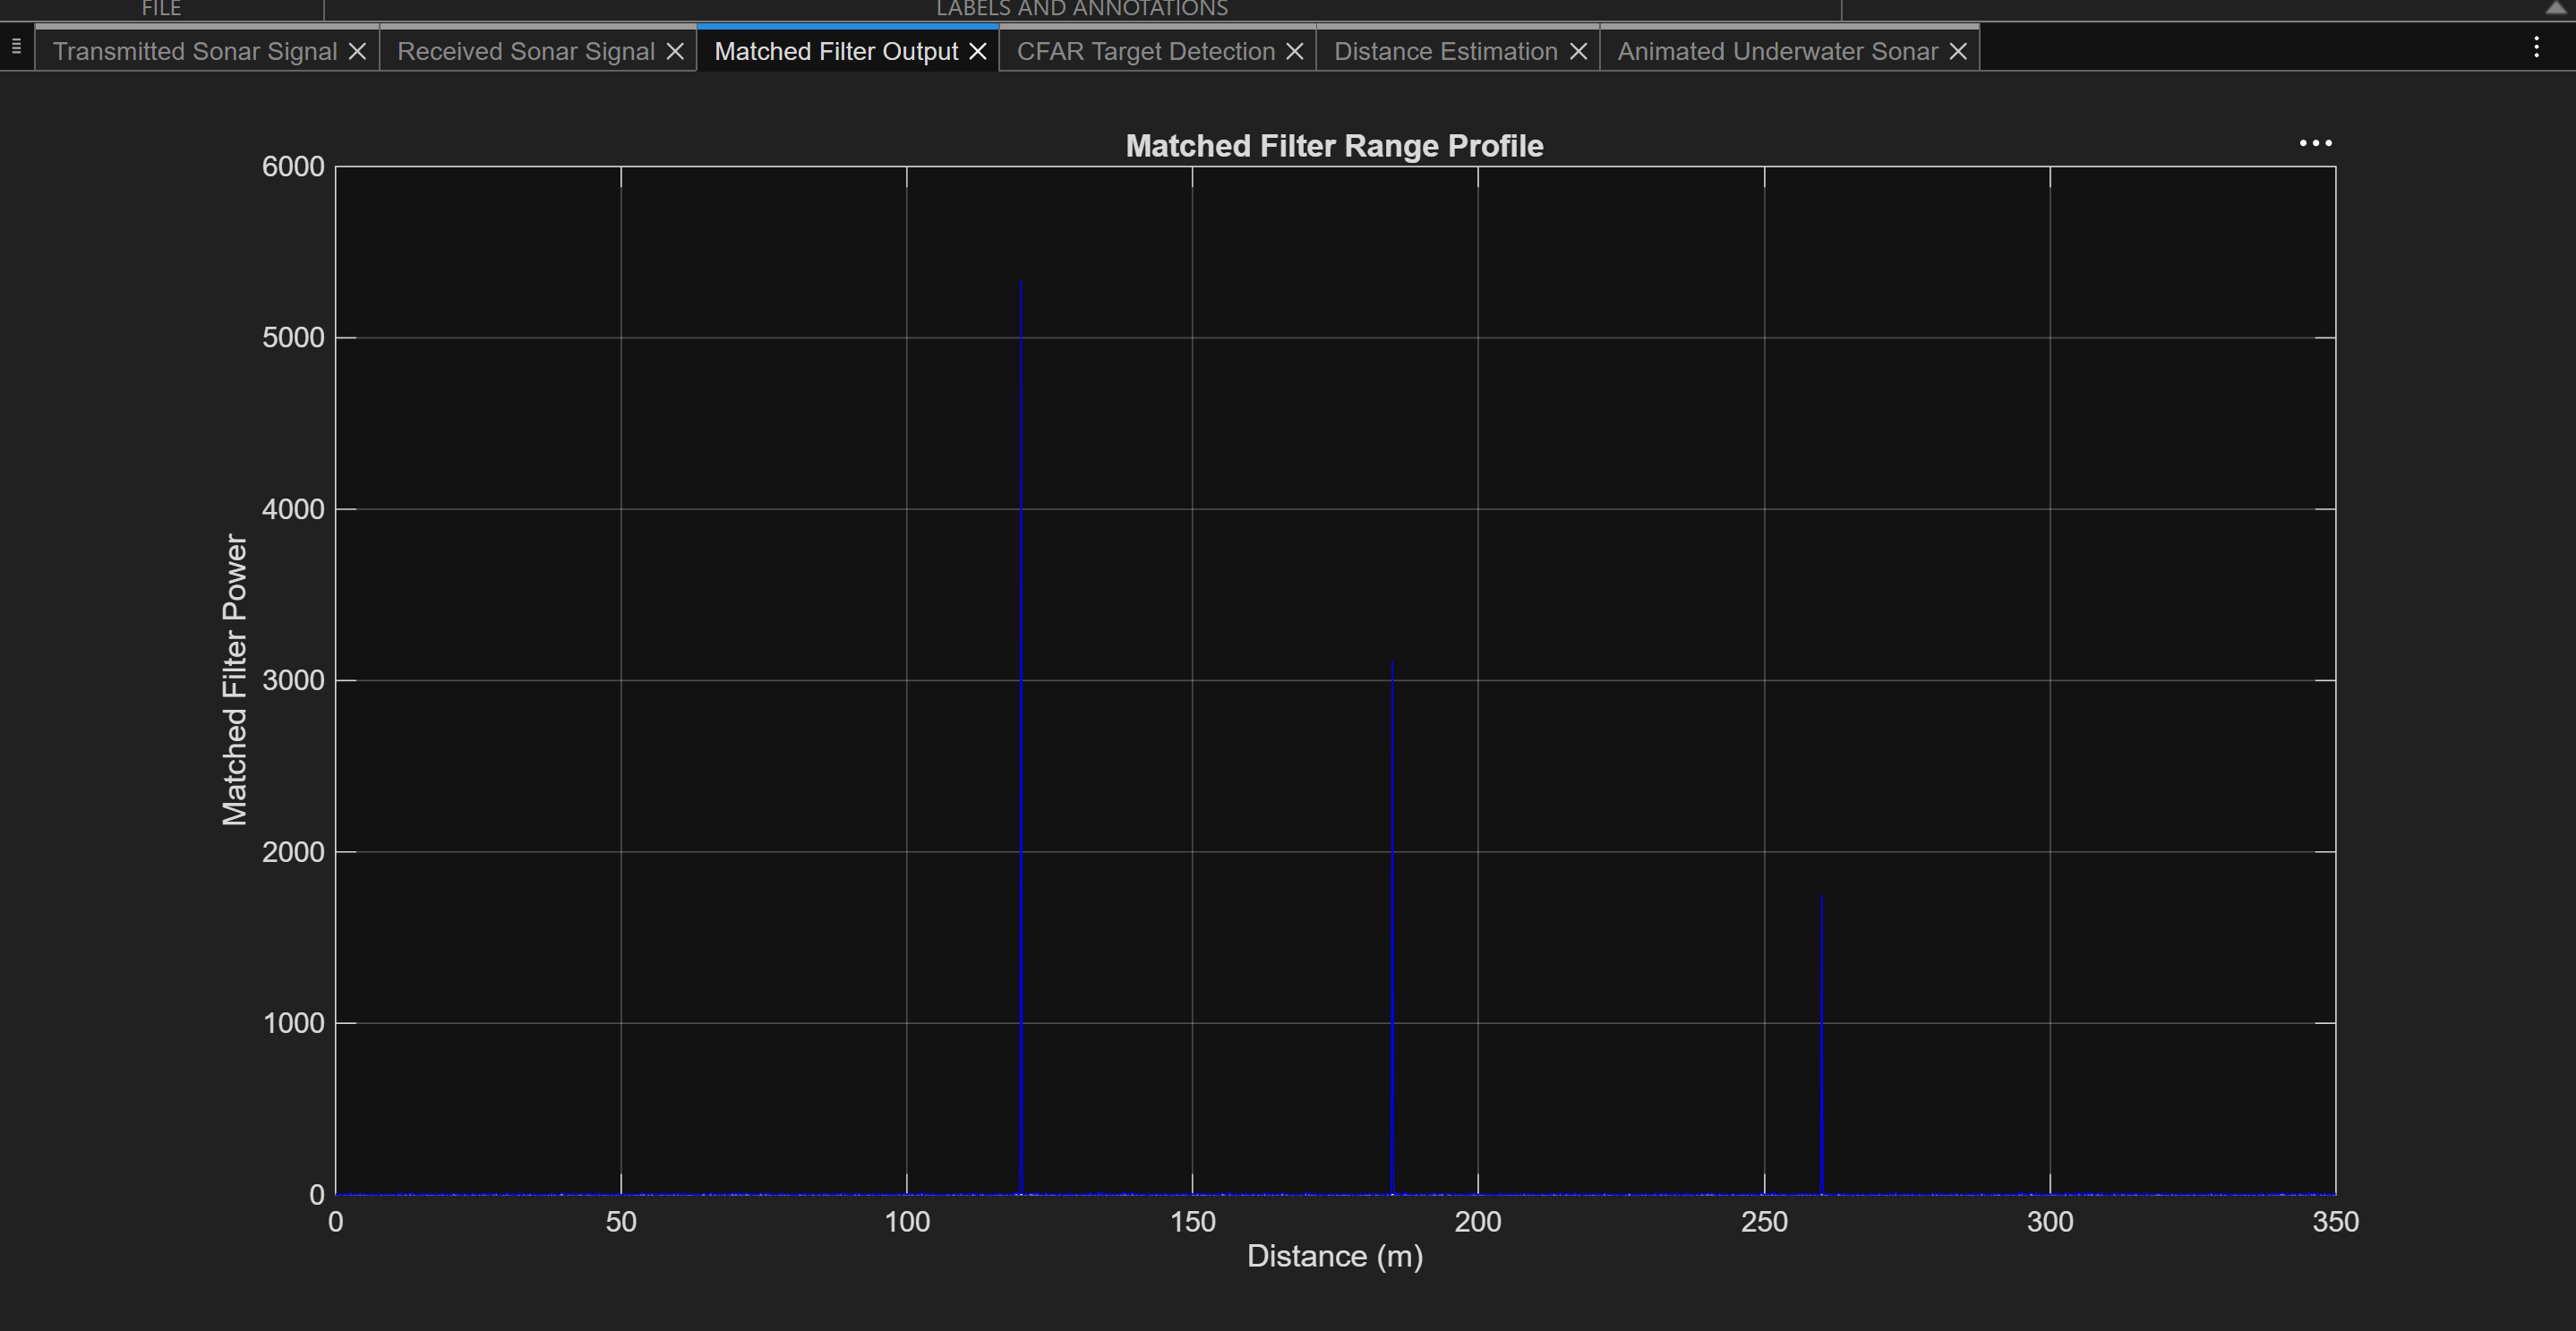 FILE
LABELS AND ANNOTATIONS
Transmitted Sonar Signal
Received Sonar Signal
Matched Filter Output
CFAR Target Detection
Distance Estimation
Animated Underwater Sonar
Matched Filter Range Profile
6000
5000
4000
3000
2000
1000
0
Matched Filter Power
0 50 100 150 200 250 300 350
Distance (m)